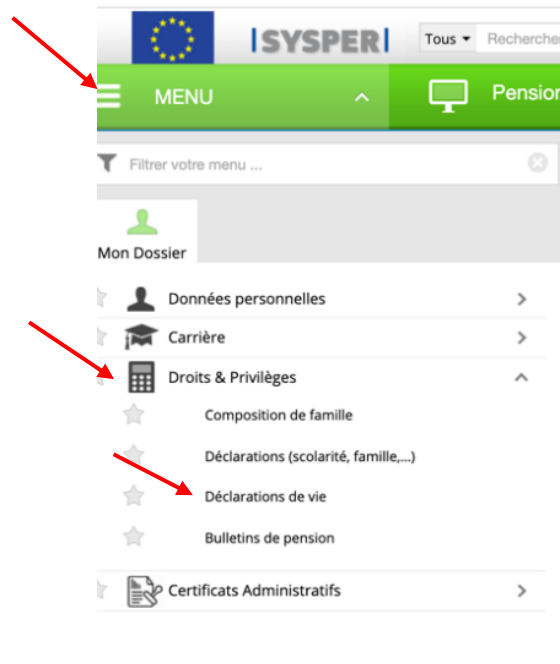 SYSPER Tous Rechercher
MENU Pension
Filtrer votre menu ...
Mon Dossier
Données personnelles
Carrière
Droits & Privilèges
Composition de famille
Déclarations (scolarité, famille,...)
Déclarations de vie
Bulletins de pension
Certificats Administratifs